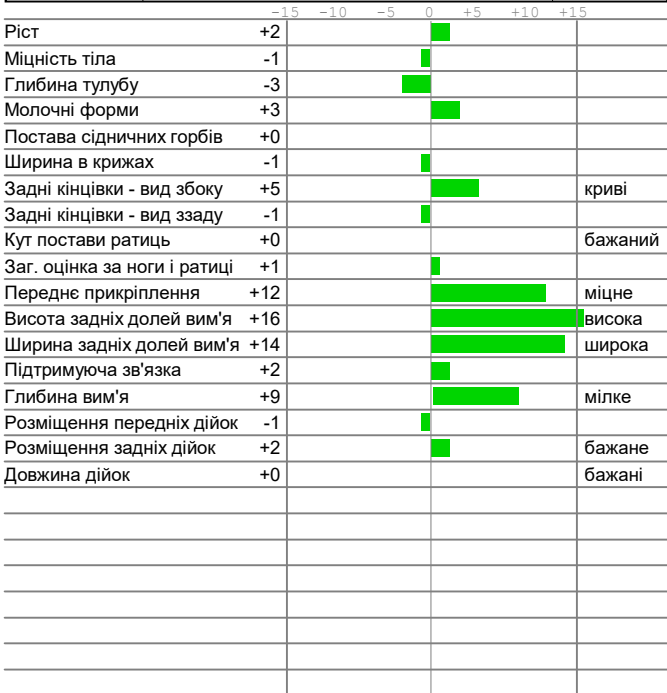 -15 -10 -5 0 +5 +10 +15
Ріст +2
Міцність тіла -1
Глибина тулубу -3
Молочні форми +3
Постава сідничних горбів +0
Ширина в крижах -1
Задні кінцівки - вид збоку +5 криві
Задні кінцівки - вид ззаду -1
Кут постави ратиць +0 бажаний
Заг. оцінка за ноги і ратиці +1
Переднє прикріплення +12 міцне
Висота задніх долей вим'я +16 висока
Ширина задніх долей вим'я +14 широка
Підтримуюча зв'язка +2
Глибина вим'я +9 мілке
Розміщення передніх дійок -1
Розміщення задніх дійок +2 бажане
Довжина дійок +0 бажані